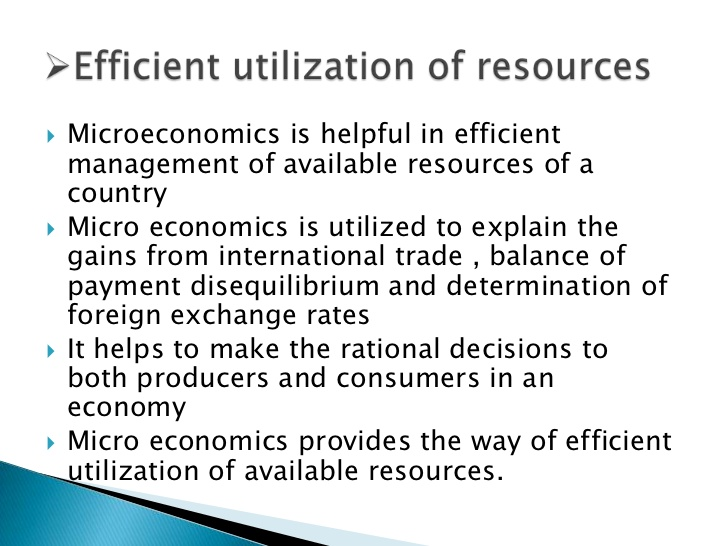 ➢Efficient utilization of resources
Microeconomics is helpful in efficient
management of available resources of a
country
Micro economics is utilized to explain the
gains from international trade , balance of
payment disequilibrium and determination of
foreign exchange rates
It helps to make the rational decisions to
both producers and consumers in an
economy
Micro economics provides the way of efficient
utilization of available resources.